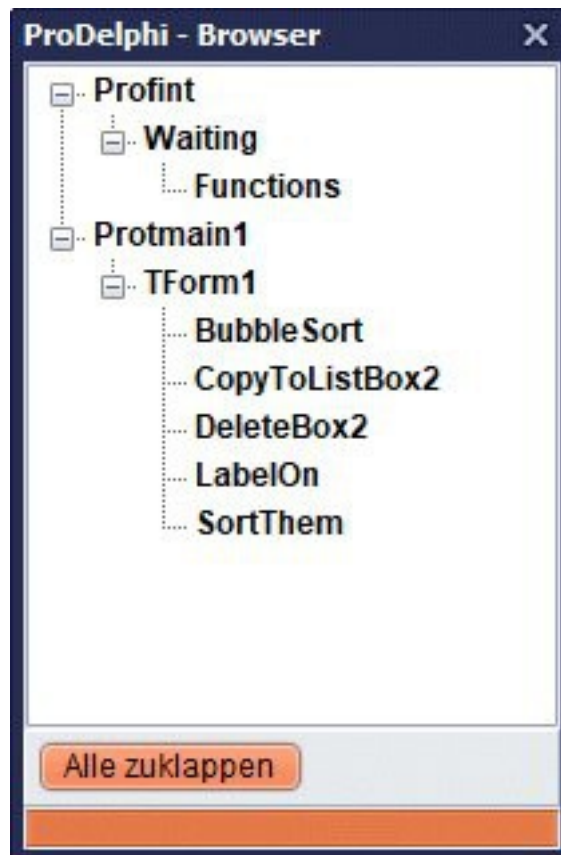 ProDelphi - Browser
Profint
Waiting
Functions
Protmain1
TForm1
BubbleSort
CopyToListBox2
DeleteBox2
LabelOn
SortThem
Alle zuklappen